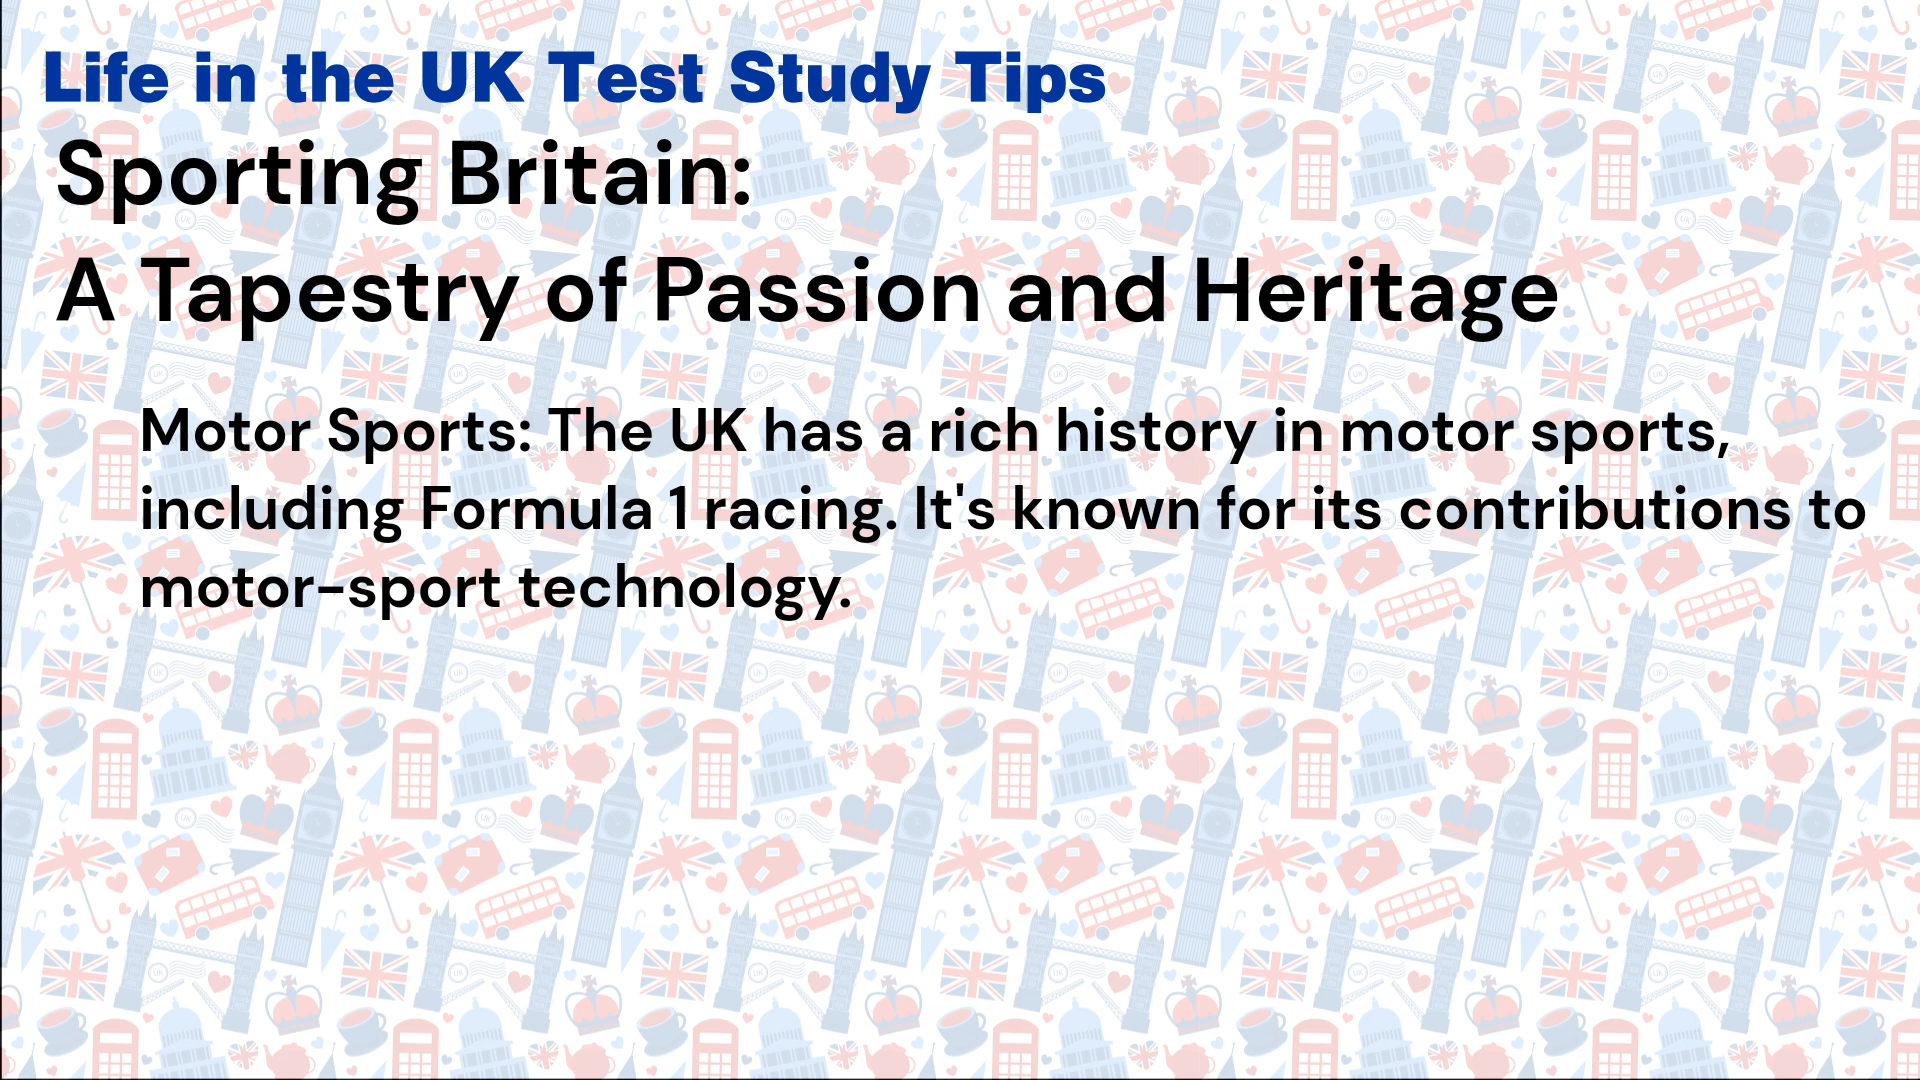 Life in the UK Test Study Tips
Sporting Britain:
A Tapestry of Passion and Heritage
Motor Sports: The UK has a rich history in motor sports,
including Formula 1 racing. It's known for its contributions to
motor-sport technology.